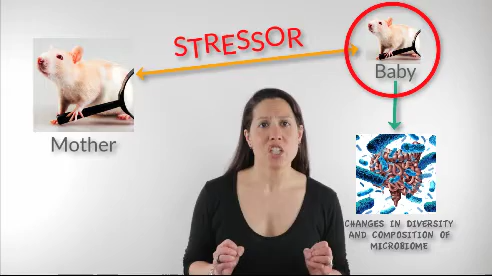 STRESSOR
Baby
Mother
CHANGES IN DIVERSITY
AND COMPOSITION OF
MICROBIOME